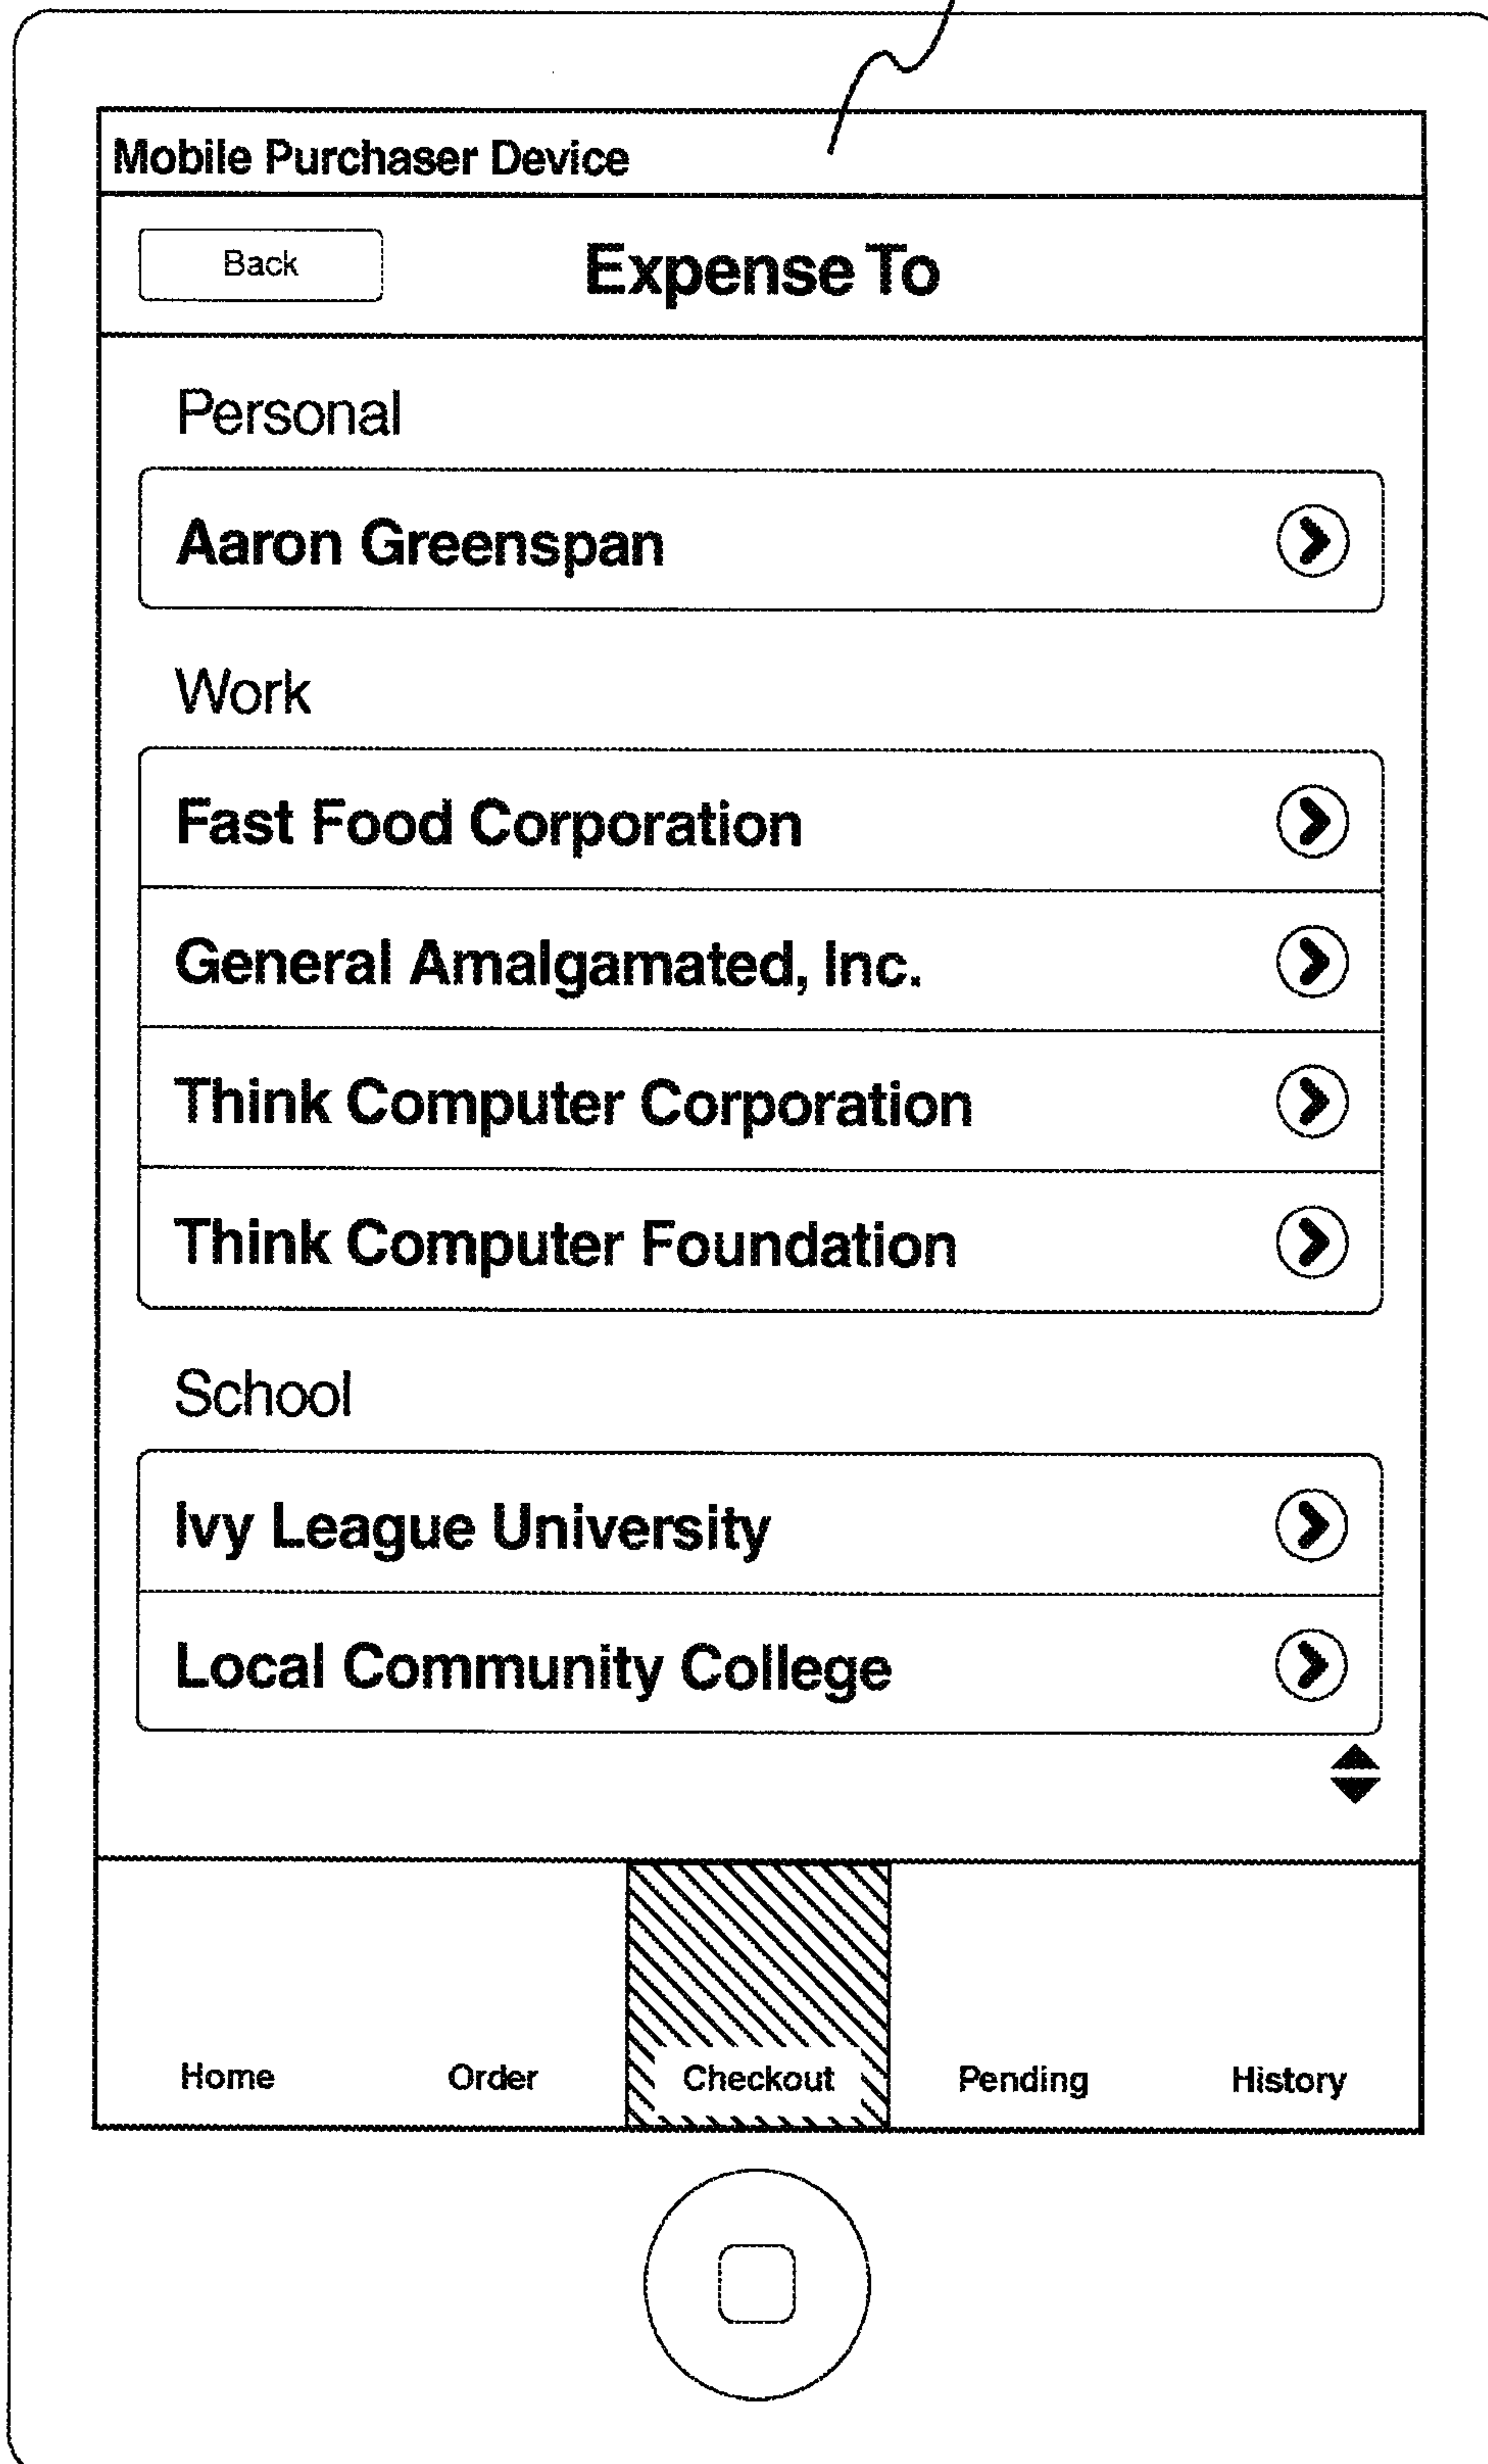 Mobile Purchaser Device
Back
Expense To
Personal
Aaron Greenspan
Work
Fast Food Corporation
General Amalgamated, Inc.
Think Computer Corporation
Think Computer Foundation
School
Ivy League University
Local Community College
Home Order Checkout Pending History